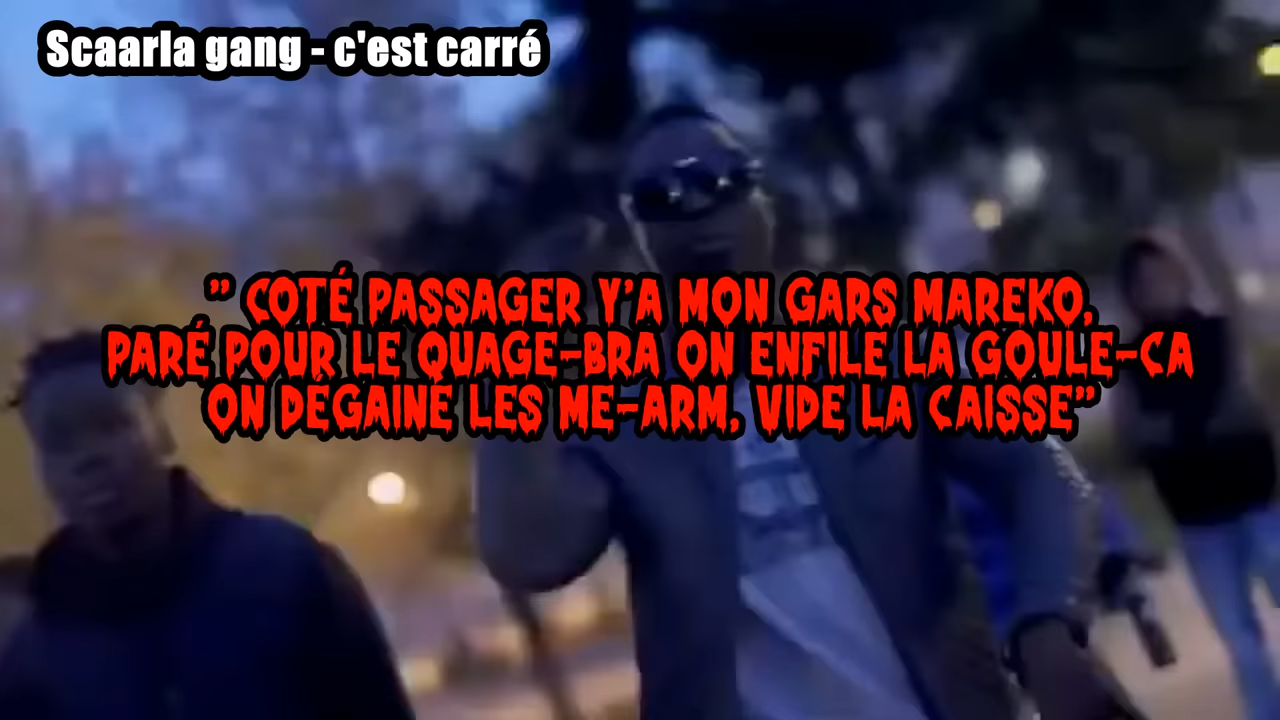 Scaarla gang - c'est carré
" COTÉ PASSAGER Y'A MON GARS MAREKO,
PARÉ POUR LE QUAGE-BRA ON ENFILE LA GOULE-CA
ON DÉGAINE LES ME-ARM, VIDE LA CAISSE"